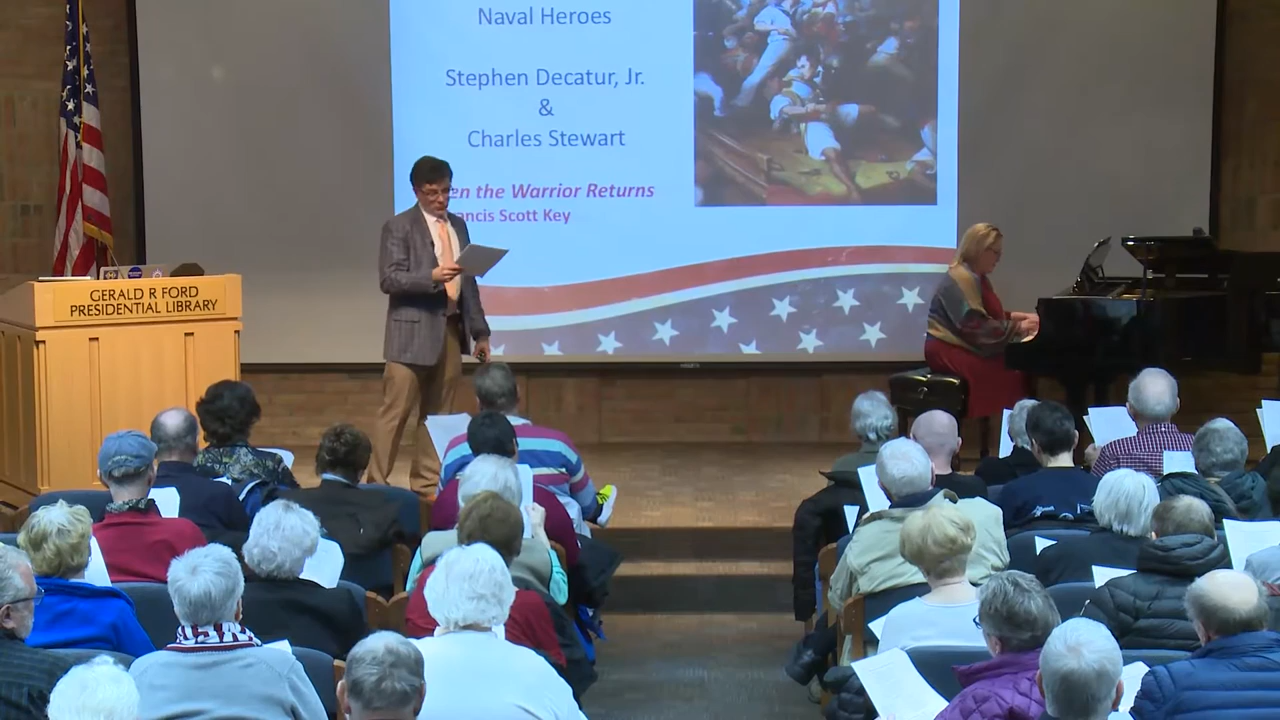 Naval Heroes
Stephen Decatur, Jr.
&
Charles Stewart
en the Warrior Returns
ancis Scott Key
GERALD R FORD
PRESIDENTIAL LIBRARY